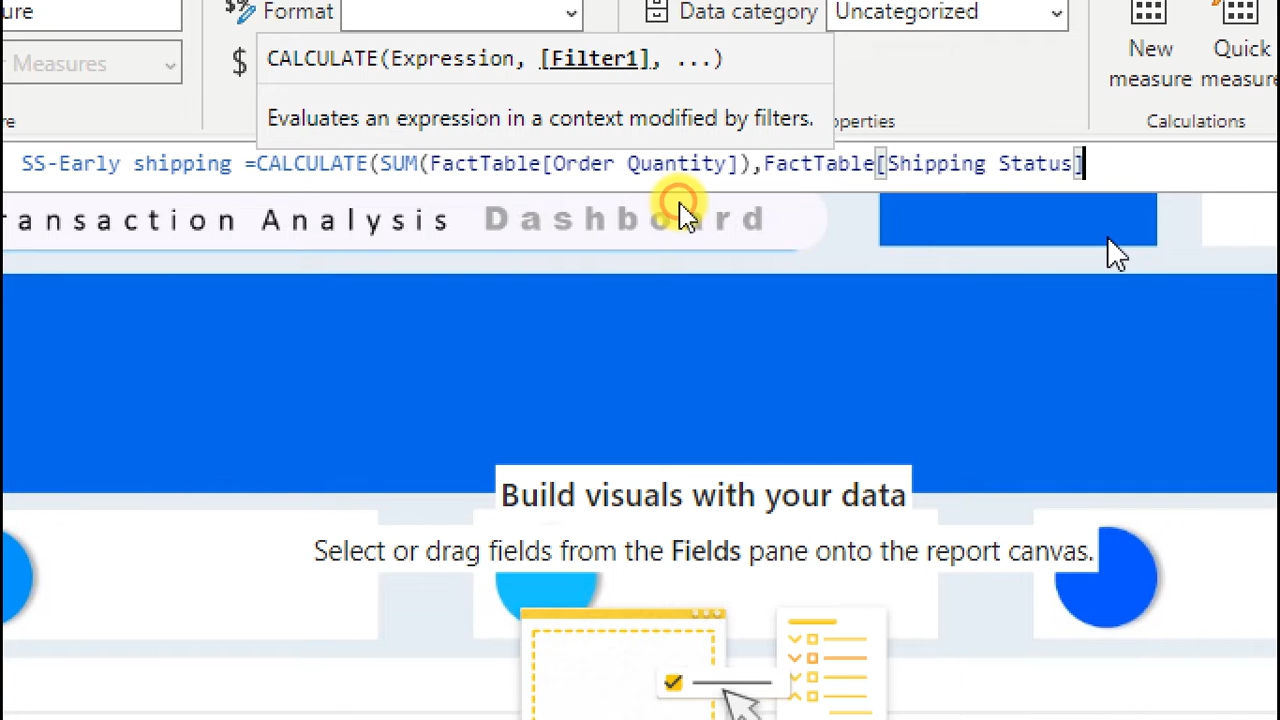 ure
Format
Data category
Uncategorized
r Measures
$
CALCULATE(Expression, [Filter1], ...)
New
measure
Quick
measure
Evaluates an expression in a context modified by filters.
re
operties
Calculations
SS-Early shipping =CALCULATE(SUM(FactTable[Order Quantity]),FactTable[Shipping Status]
ransaction Analysis Dashboard
Build visuals with your data
Select or drag fields from the Fields pane onto the report canvas.